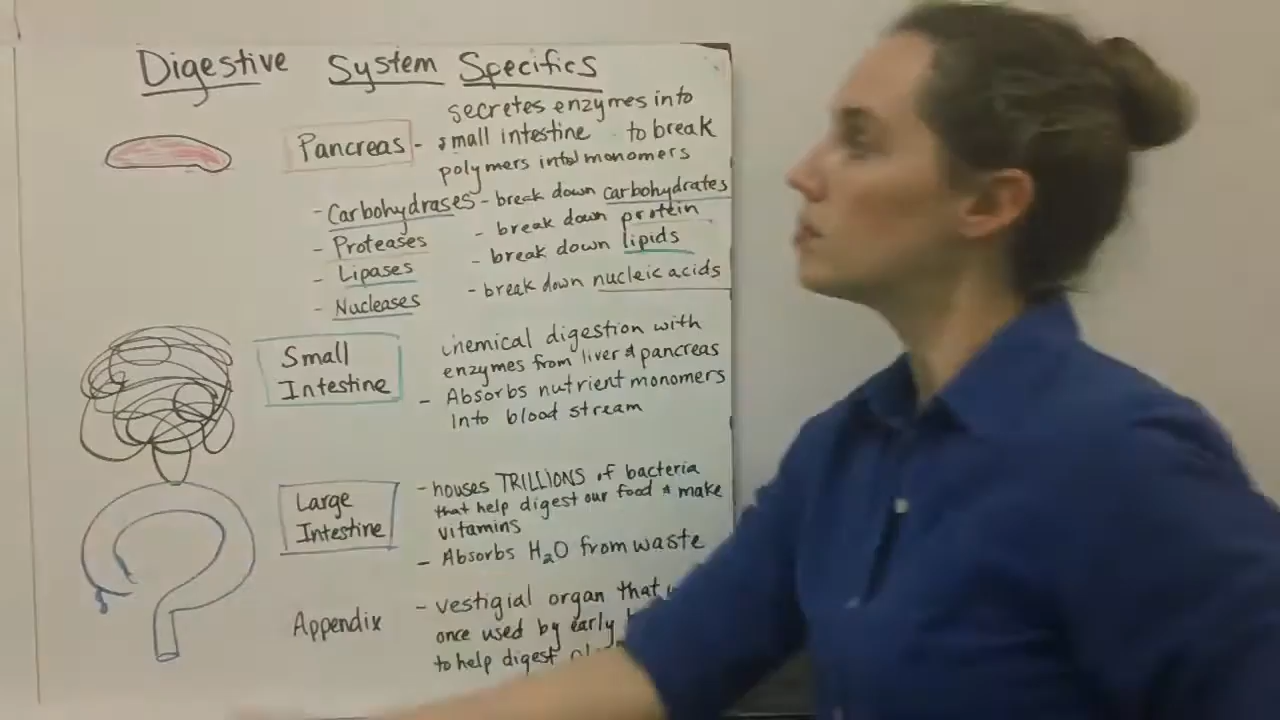 Digestive System Specifics
Pancreas - secretes enzymes into
small intestine to break
polymers into monomers
- Carbohydrases - break down carbohydrates
- Proteases - break down protein
- Lipases - break down lipids
- Nucleases - break down nucleic acids
Small
Intestine
chemical digestion with
enzymes from liver & pancreas
- Absorbs nutrient monomers
into blood stream
Large
Intestine
- houses TRILLIONS of bacteria
that help digest our food & make
vitamins
- Absorbs H2O from waste
Appendix
- vestigial organ that
once used by early
to help digest